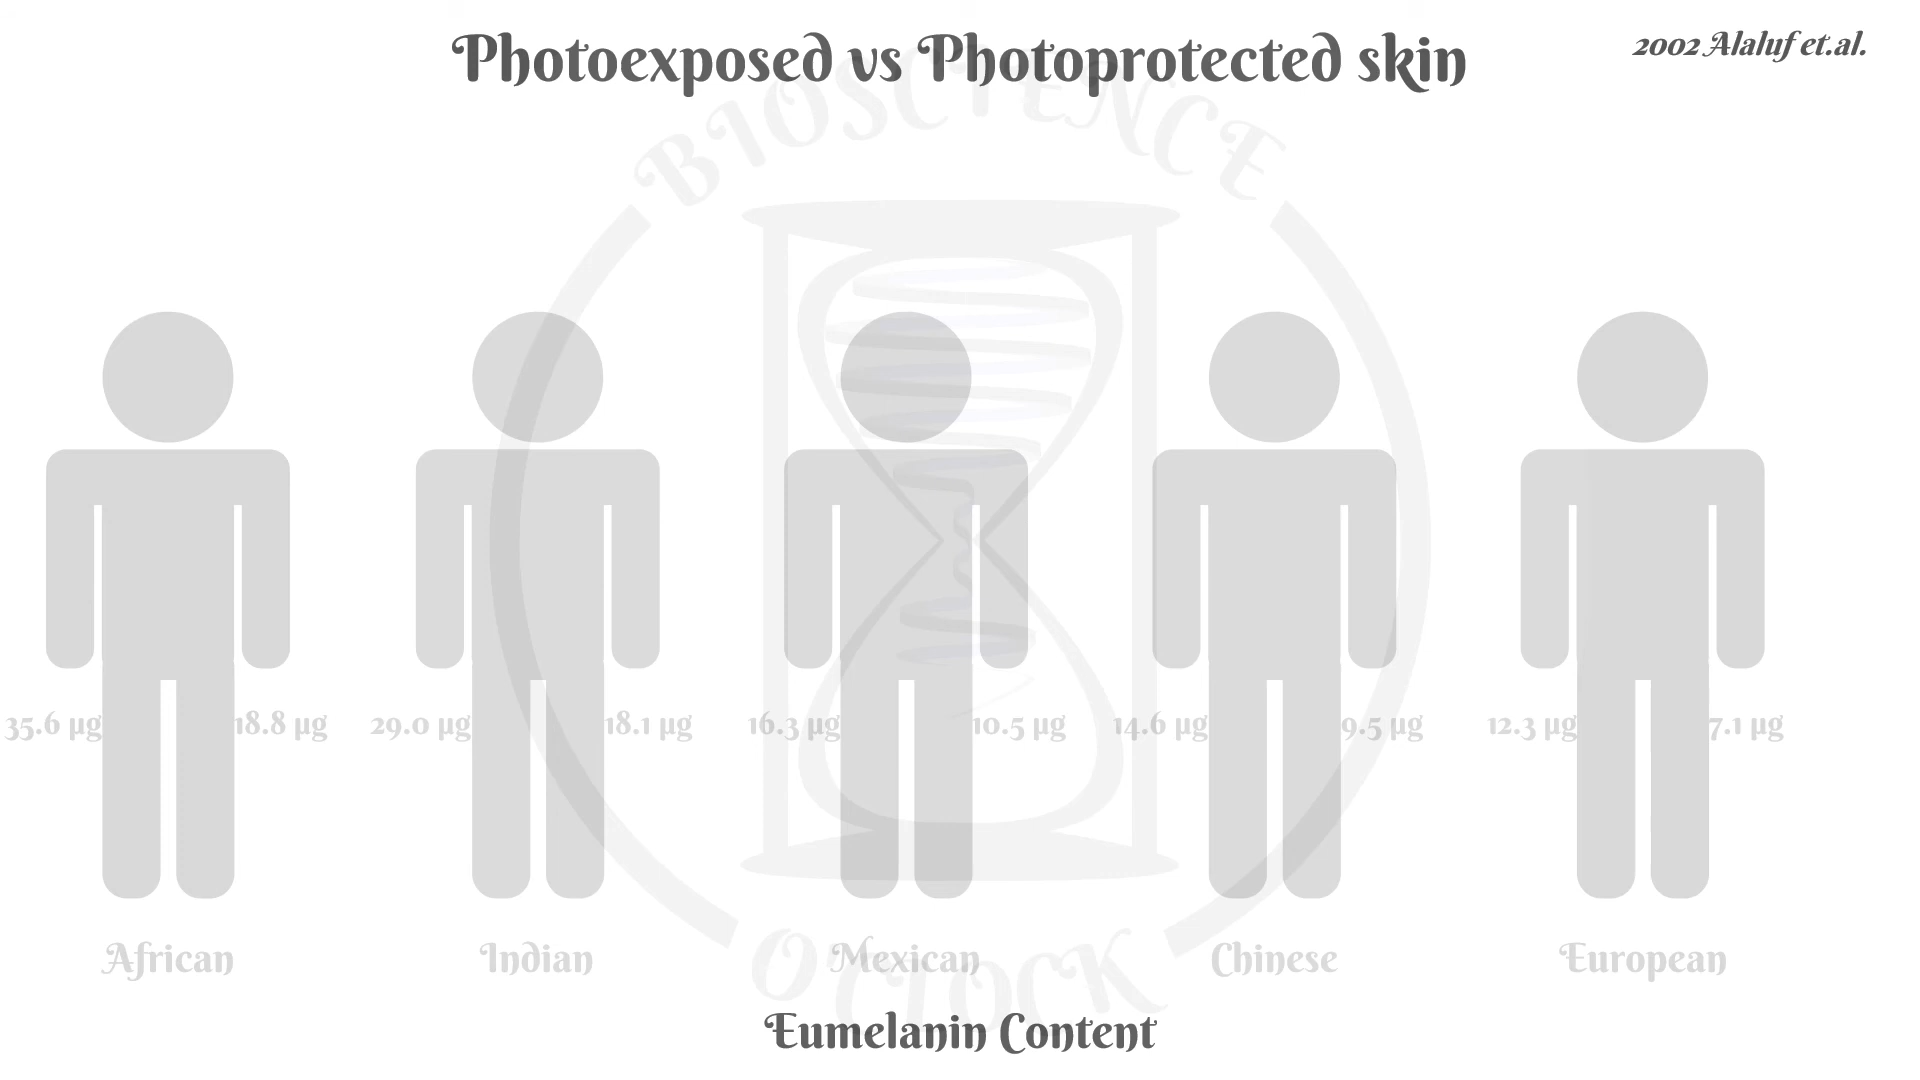 Photoexposed vs Photoprotected skin
2002 Alaluf et.al.
BIOSCIENCE
35.6 µg 18.8 µg 29.0 µg 18.1 µg 16.3 µg 10.5 µg 14.6 µg 9.5 µg 12.3 µg 7.1 µg
African Indian Mexican Chinese European
O'CLOCK
Eumelanin Content